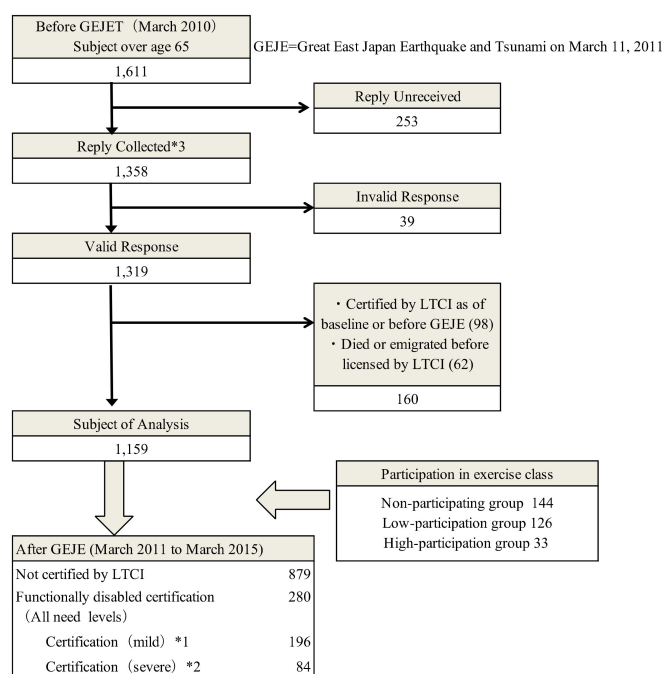 Before GEJET（March 2010）
Subject over age 65
1,611
GEJE=Great East Japan Earthquake and Tsunami on March 11, 2011
Reply Unreceived
253
Reply Collected*3
1,358
Invalid Response
39
Valid Response
1,319
・Certified by LTCI as of
baseline or before GEJE (98)
・Died or emigrated before
licensed by LTCI (62)
160
Subject of Analysis
1,159
Participation in exercise class
Non-participating group 144
Low-participation group 126
High-participation group 33
After GEJE (March 2011 to March 2015)
Not certified by LTCI 879
Functionally disabled certification 280
（All need levels）
Certification（mild）*1 196
Certification（severe）*2 84